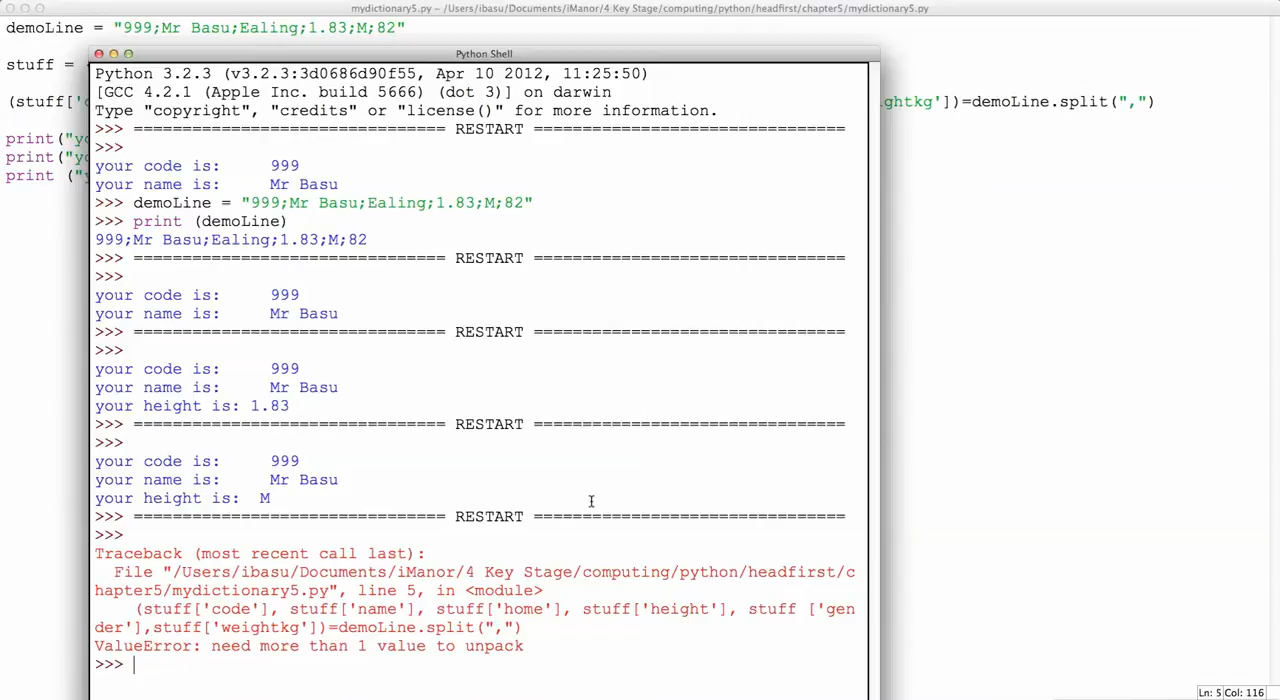 mydictionary5.py – /Users/ibasu/Documents/iManor/4 Key Stage/computing/python/headfirst/chapter5/mydictionary5.py
demoLine = "999;Mr Basu;Ealing;1.83;M;82"
Python Shell
stuff =
(stuff[' ghtkg'])=demoLine.split(",")
print("y
print("y
print ("
Python 3.2.3 (v3.2.3:3d0686d90f55, Apr 10 2012, 11:25:50)
[GCC 4.2.1 (Apple Inc. build 5666) (dot 3)] on darwin
Type "copyright", "credits" or "license()" for more information.
>>> ================================ RESTART ================================
>>>
your code is: 999
your name is: Mr Basu
>>> demoLine = "999;Mr Basu;Ealing;1.83;M;82"
>>> print (demoLine)
999;Mr Basu;Ealing;1.83;M;82
>>> ================================ RESTART ================================
>>>
your code is: 999
your name is: Mr Basu
>>> ================================ RESTART ================================
>>>
your code is: 999
your name is: Mr Basu
your height is: 1.83
>>> ================================ RESTART ================================
>>>
your code is: 999
your name is: Mr Basu
your height is: M
>>> ================================ RESTART ================================
>>>
Traceback (most recent call last):
File "/Users/ibasu/Documents/iManor/4 Key Stage/computing/python/headfirst/c
hapter5/mydictionary5.py", line 5, in <module>
(stuff['code'], stuff['name'], stuff['home'], stuff['height'], stuff ['gen
der'],stuff['weightkg'])=demoLine.split(",")
ValueError: need more than 1 value to unpack
>>>
Ln: 5 Col: 116